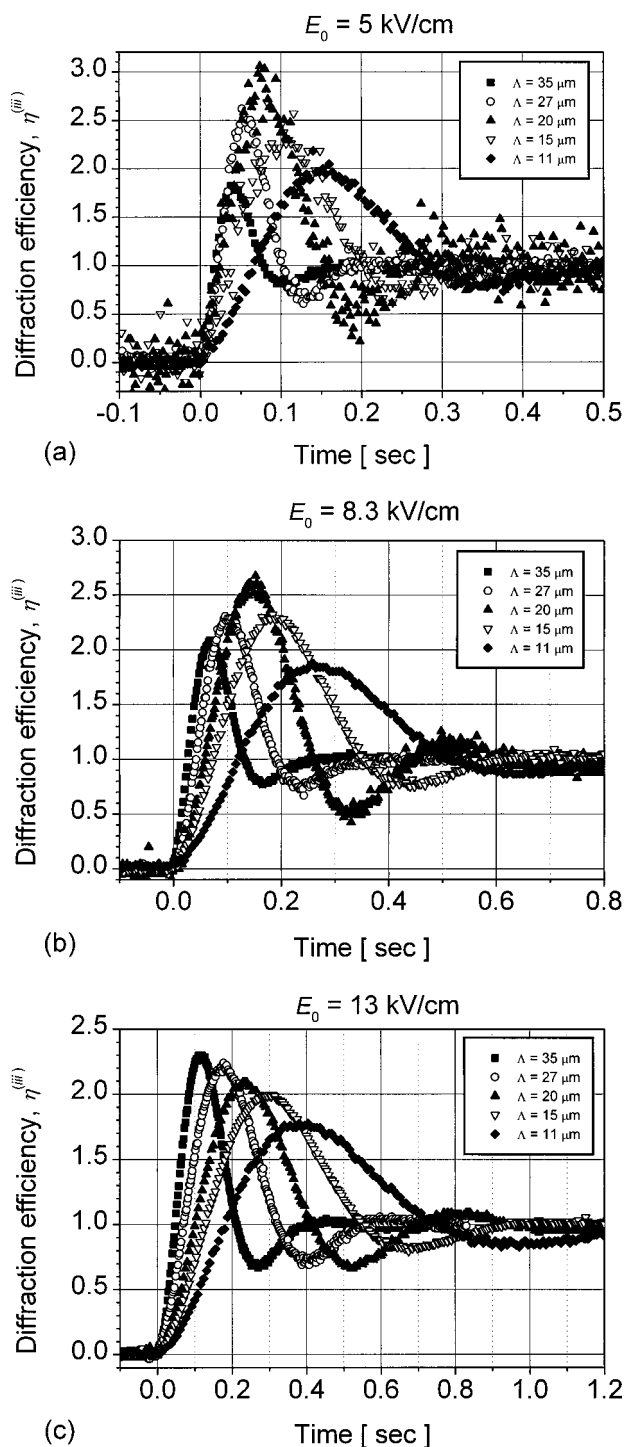 E₀ = 5 kV/cm
Diffraction efficiency, η⁽ⁱⁱⁱ⁾
3.0
2.5
2.0
1.5
1.0
0.5
0.0
Λ = 35 μm
Λ = 27 μm
Λ = 20 μm
Λ = 15 μm
Λ = 11 μm
-0.1 0.0 0.1 0.2 0.3 0.4 0.5
(a) Time [ sec ]
E₀ = 8.3 kV/cm
Diffraction efficiency, η⁽ⁱⁱⁱ⁾
3.0
2.5
2.0
1.5
1.0
0.5
0.0
Λ = 35 μm
Λ = 27 μm
Λ = 20 μm
Λ = 15 μm
Λ = 11 μm
0.0 0.2 0.4 0.6 0.8
(b) Time [ sec ]
E₀ = 13 kV/cm
Diffraction efficiency, η⁽ⁱⁱⁱ⁾
2.5
2.0
1.5
1.0
0.5
0.0
Λ = 35 μm
Λ = 27 μm
Λ = 20 μm
Λ = 15 μm
Λ = 11 μm
0.0 0.2 0.4 0.6 0.8 1.0 1.2
(c) Time [ sec ]